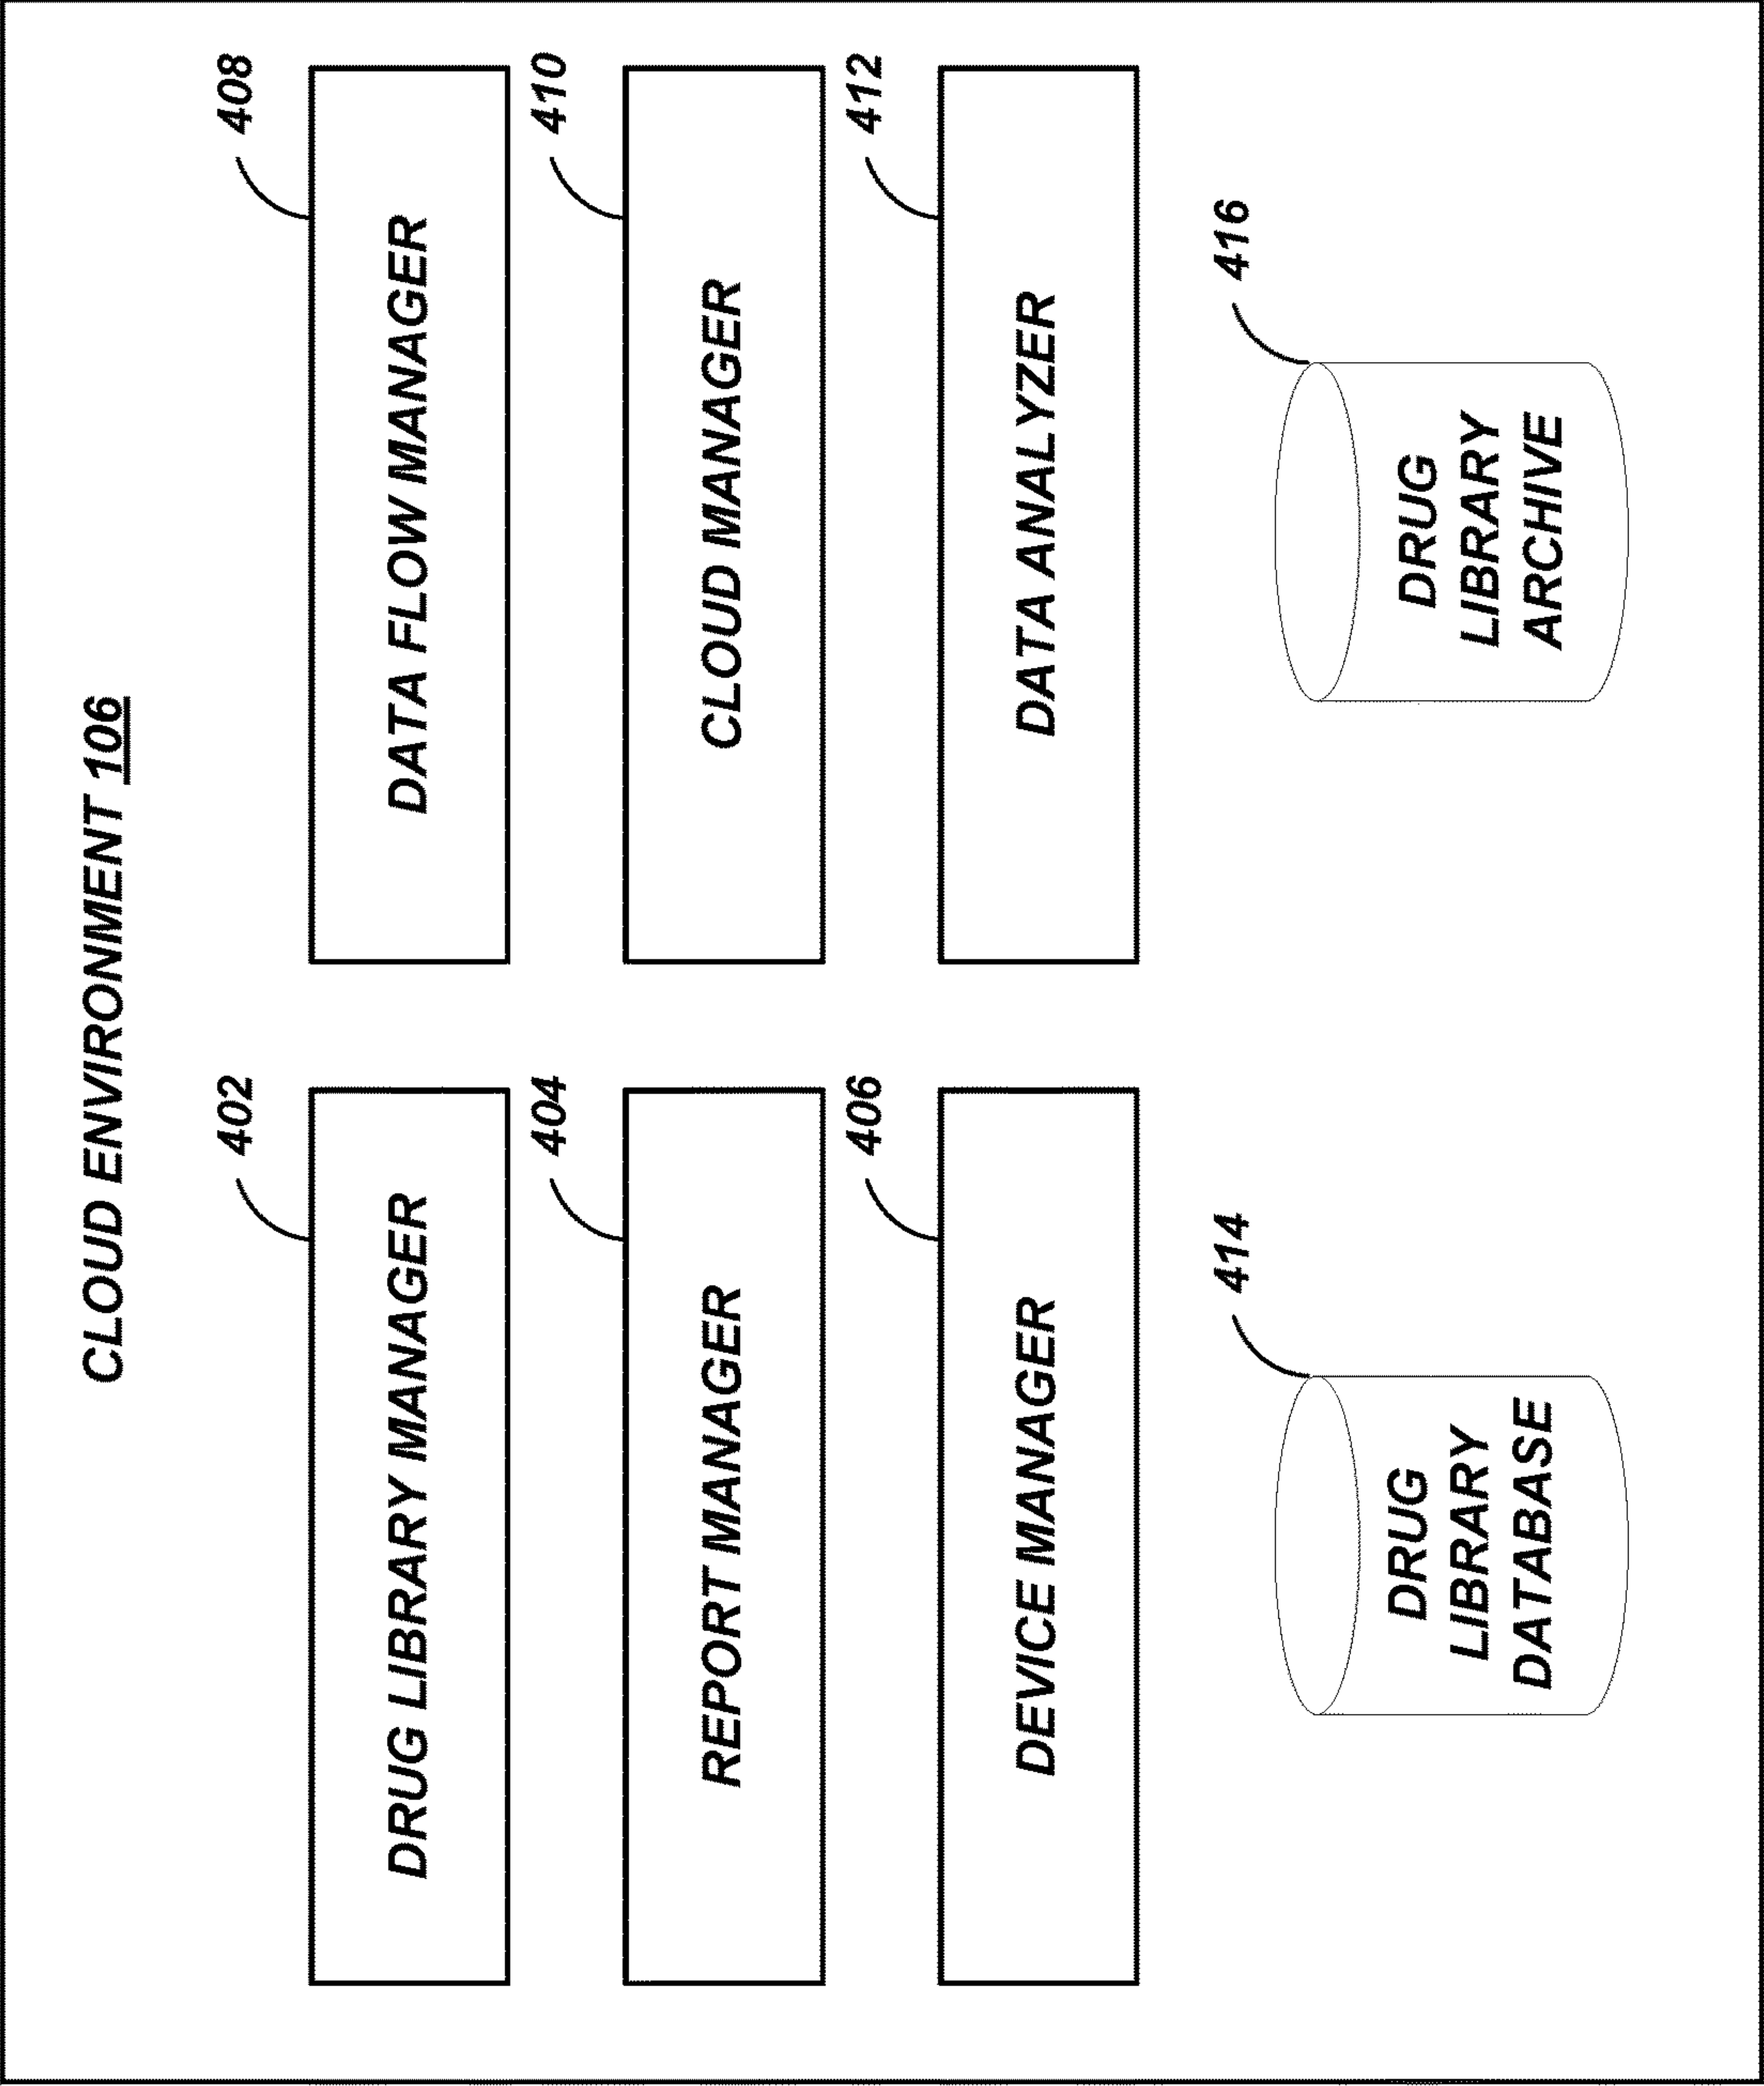 CLOUD ENVIRONMENT 106
402
DRUG LIBRARY MANAGER
408
DATA FLOW MANAGER
404
REPORT MANAGER
410
CLOUD MANAGER
406
DEVICE MANAGER
412
DATA ANALYZER
414
DRUG
LIBRARY
DATABASE
416
DRUG
LIBRARY
ARCHIVE